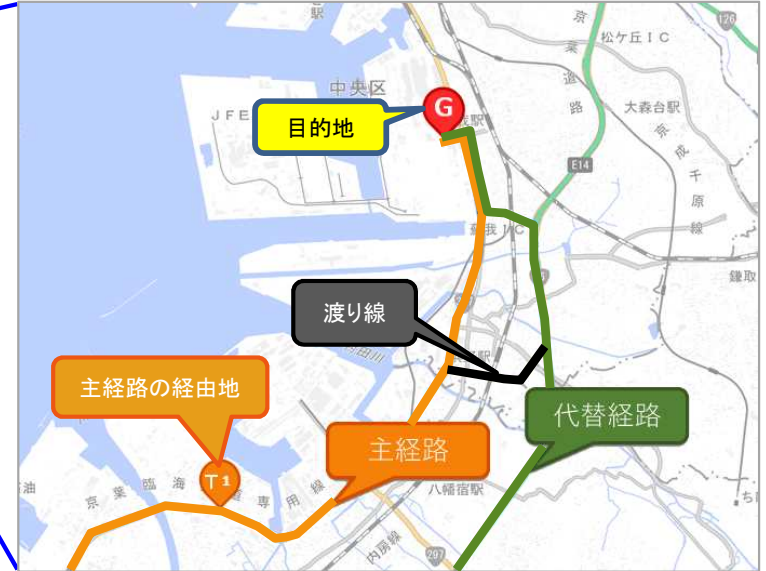 京葉道路
松ケ丘IC
126
中央区
大森台駅
JFE
G
目的地
京成千原線
E14
蘇我IC
鎌取
渡り線
主経路の経由地
代替経路
主経路
T1
京葉臨海
専用線
八幡宿駅
内房線
297